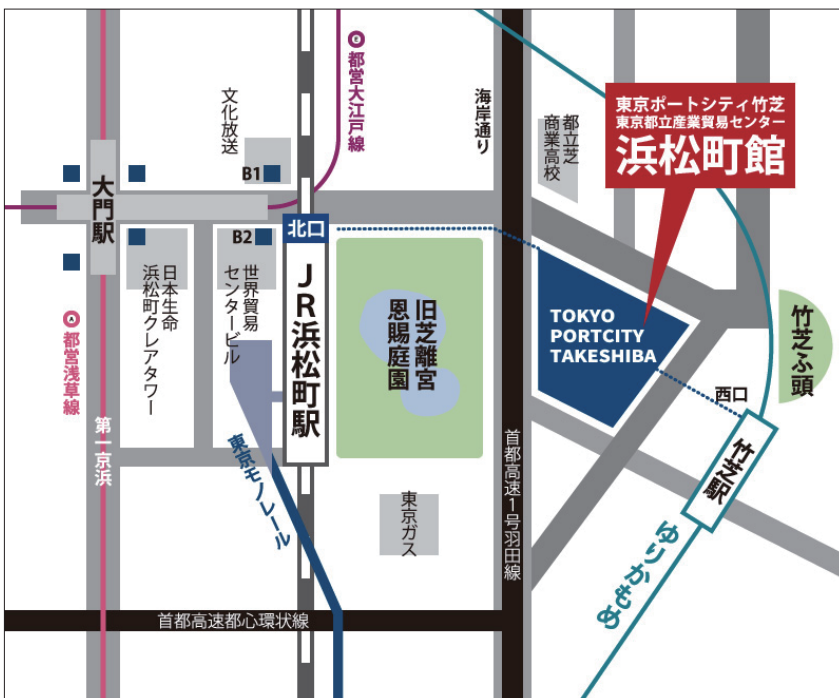 都営大江戸線
文化放送
海岸通り
都立芝
商業高校
東京ポートシティ竹芝
東京都立産業貿易センター
浜松町館
B1
大門駅
B2
北口
日本生命
浜松町クレアタワー
世界貿易
センタービル
JR浜松町駅
旧芝離宮
恩賜庭園
TOKYO
PORTCITY
TAKESHIBA
竹芝ふ頭
A
都営浅草線
西口
第一京浜
東京モノレール
首都高速1号羽田線
竹芝駅
東京ガス
ゆりかもめ
首都高速都心環状線